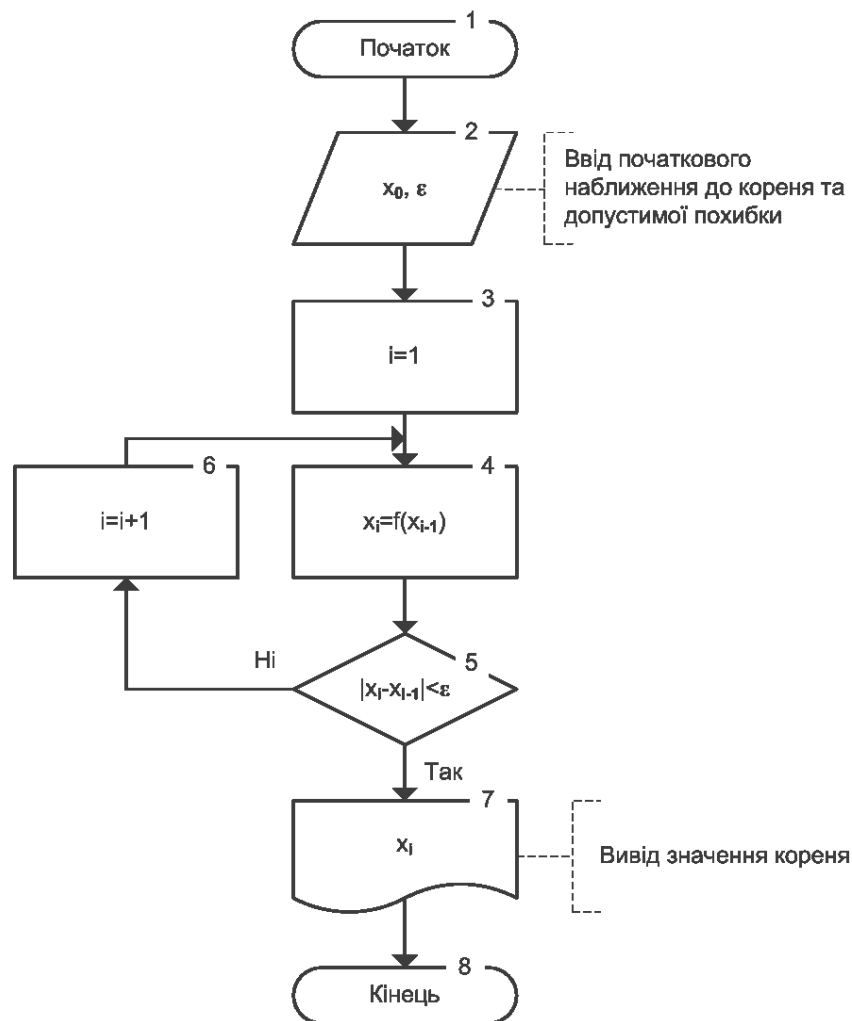 1
Початок
2
x₀, ε
Ввід початкового
наближення до кореня та
допустимої похибки
3
i=1
6
i=i+1
4
xᵢ=f(xᵢ₋₁)
5
Ні
|xᵢ-xᵢ₋₁|<ε
Так
7
xᵢ
Вивід значення кореня
8
Кінець